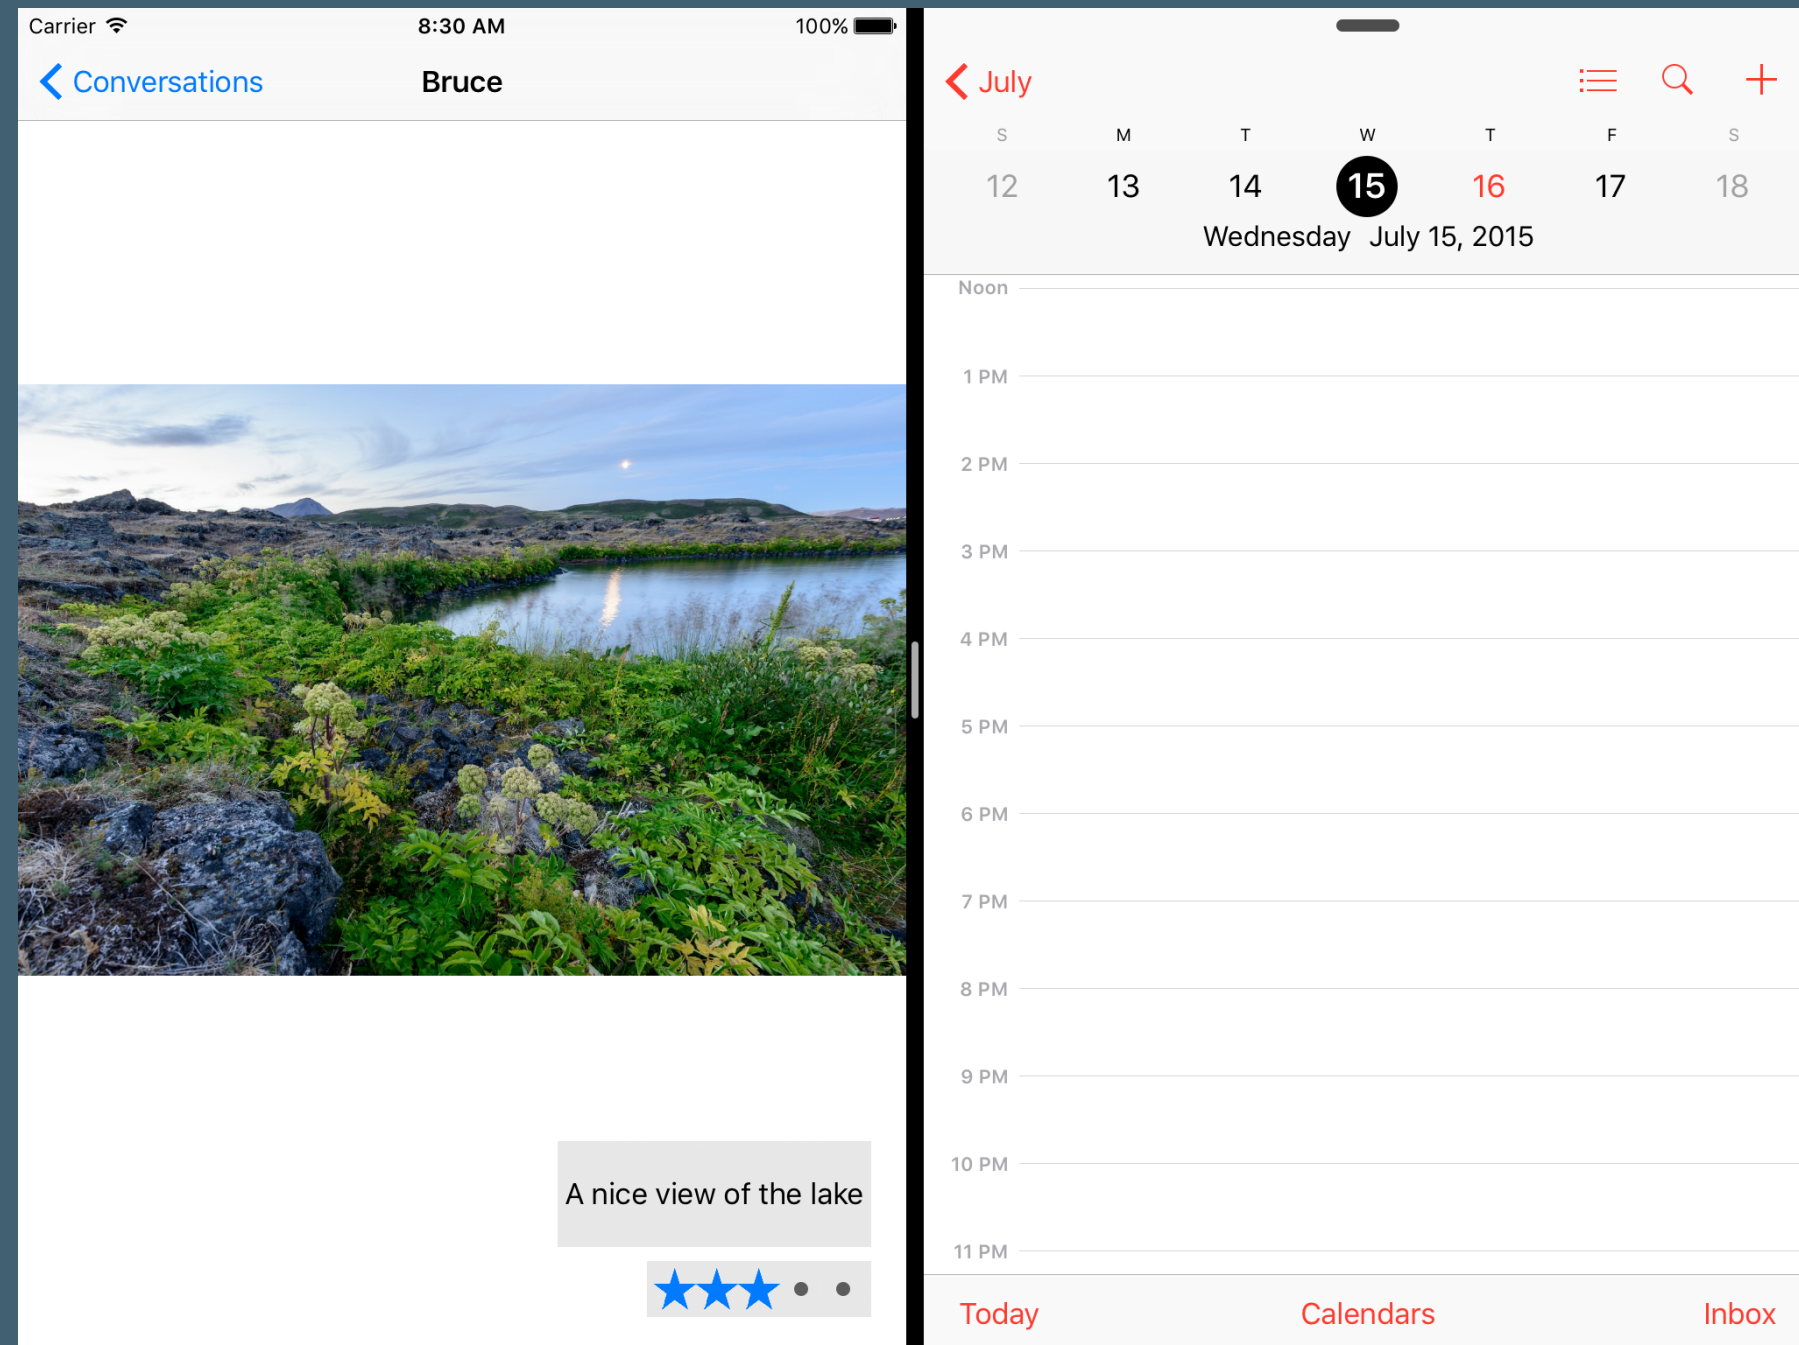 Carrier 8:30 AM 100%
Conversations Bruce
A nice view of the lake
July
S M T W T F S
12 13 14 15 16 17 18
Wednesday July 15, 2015
Noon
1 PM
2 PM
3 PM
4 PM
5 PM
6 PM
7 PM
8 PM
9 PM
10 PM
11 PM
Today Calendars Inbox